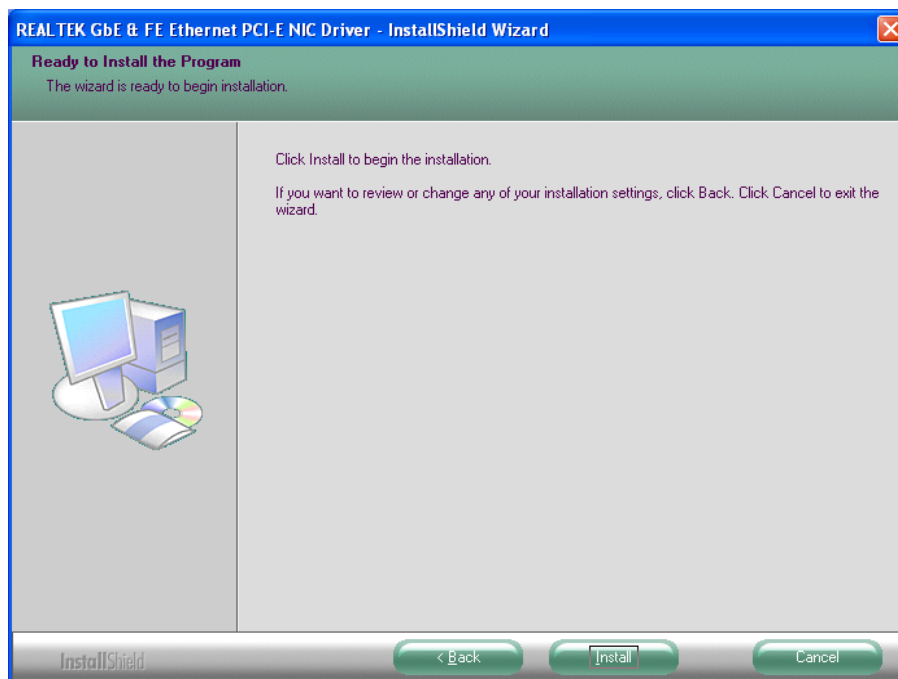 REALTEK GbE & FE Ethernet PCI-E NIC Driver - InstallShield Wizard
Ready to Install the Program
The wizard is ready to begin installation.
Click Install to begin the installation.
If you want to review or change any of your installation settings, click Back. Click Cancel to exit the
wizard.
InstallShield
< Back
Install
Cancel